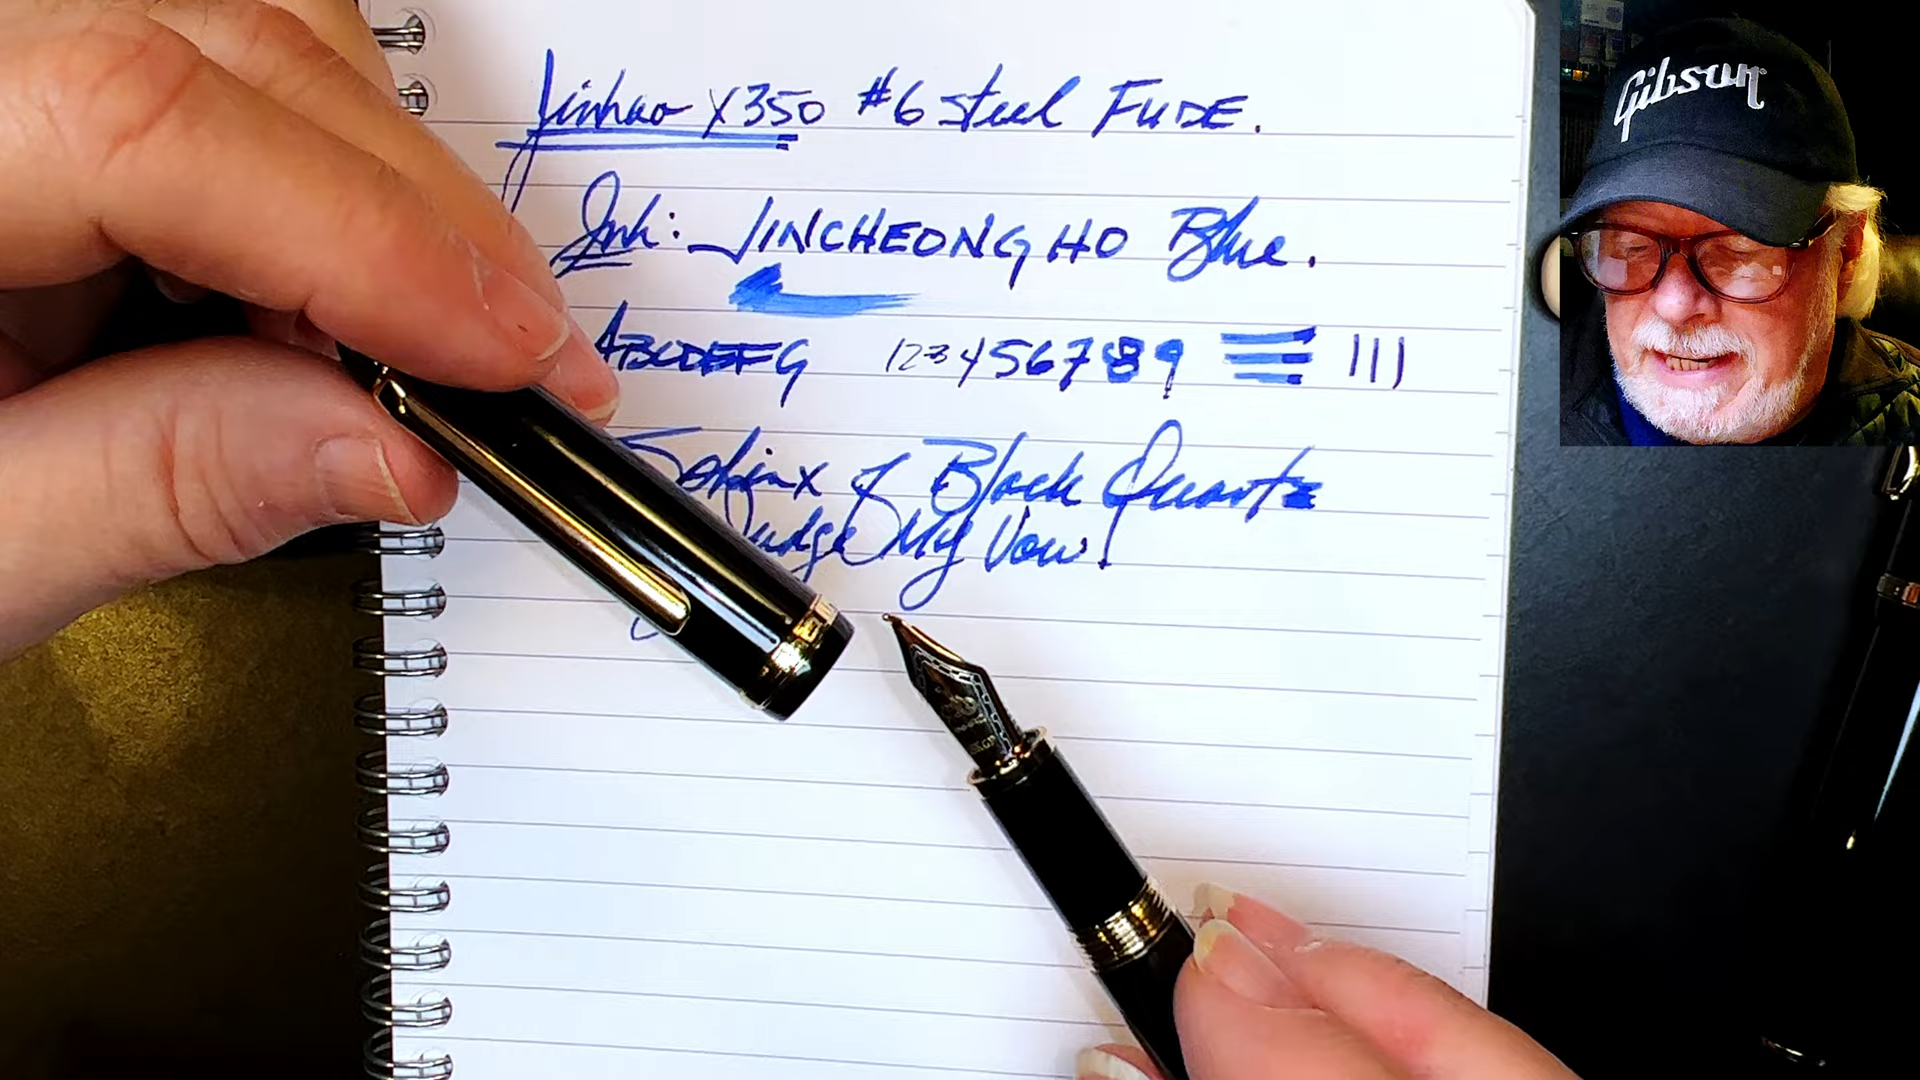 Jinhao X350 #6 steel FUDE.
Ink: JINCHEONGHO Blue.
ABCDEFG 123456789
Sphinx of Black Quartz
Judge My Vow!
Gibson